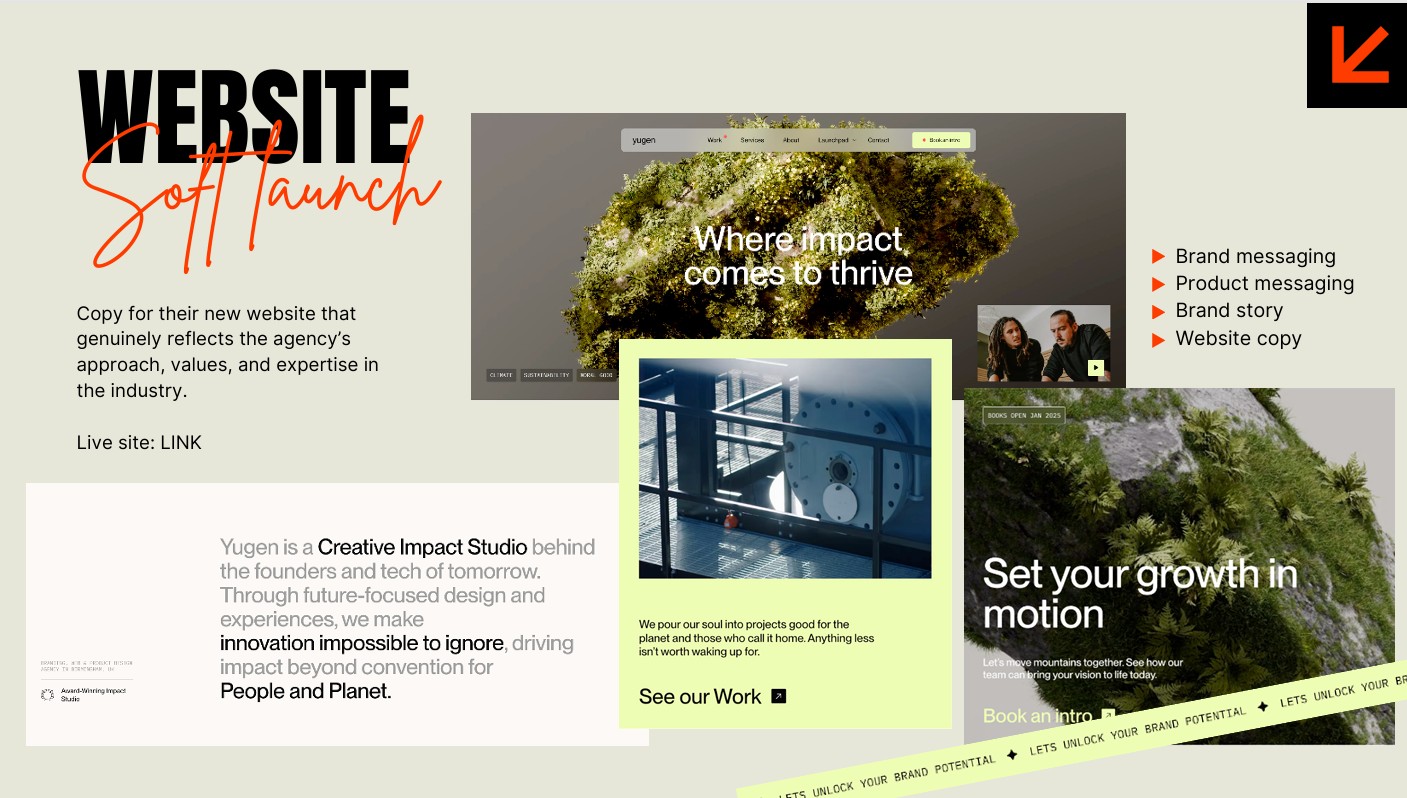 WEBSITE
Soft launch
Copy for their new website that
genuinely reflects the agency’s
approach, values, and expertise in
the industry.
Live site: LINK
yugen
Work
Services
About
Launchpad
Contact
Book an intro
Where impact
comes to thrive
CLIMATE
SUSTAINABILITY
MORAL GOOD
Brand messaging
Product messaging
Brand story
Website copy
Yugen is a Creative Impact Studio behind
the founders and tech of tomorrow.
Through future-focused design and
experiences, we make
innovation impossible to ignore, driving
impact beyond convention for
People and Planet.
BRANDING, WEB & PRODUCT DESIGN
AGENCY IN BIRMINGHAM, UK
Award-Winning Impact
Studio
We pour our soul into projects good for the
planet and those who call it home. Anything less
isn’t worth waking up for.
See our Work
BOOKS OPEN JAN 2025
Set your growth in
motion
Let’s move mountains together. See how our
team can bring your vision to life today.
Book an intro
LETS UNLOCK YOUR BRAND POTENTIAL ✦ LETS UNLOCK YOUR BRAND POTENTIAL ✦ LETS UNLOCK YOUR BR